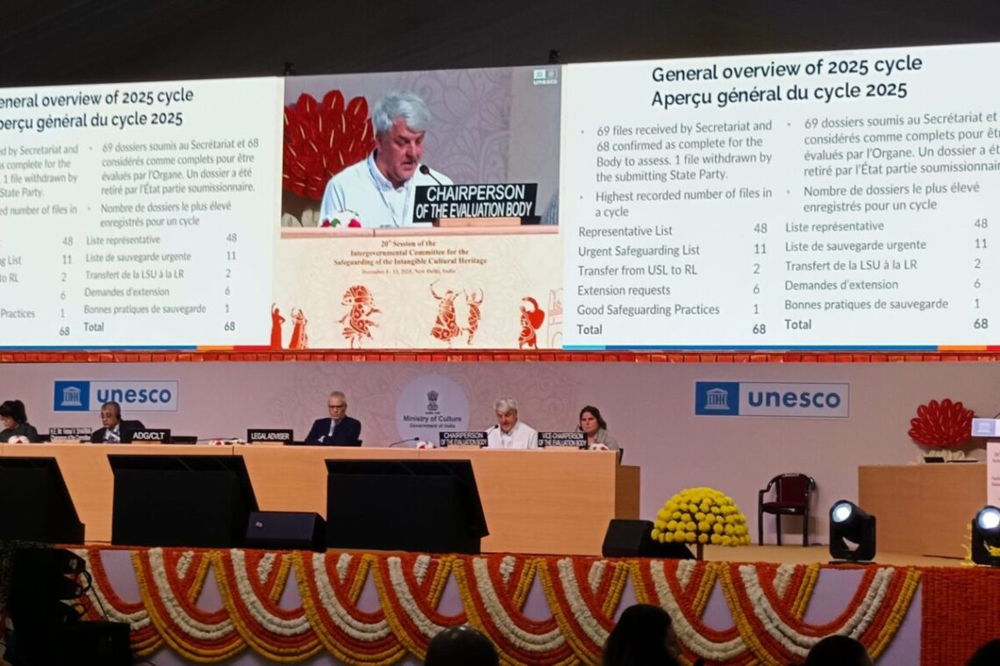 eneral overview of 2025 cycle
perçu général du cycle 2025
ed by Secretariat and
s complete for the
1 file withdrawn by
State Party.
ed number of files in
48
ng List 11
to RL 2
6
Practices 1
68
• 69 dossiers soumis au Secrétariat et 68
considérés comme complets pour être
évalués par l'Organe. Un dossier a été
retiré par l'État partie soumissionnaire.
• Nombre de dossiers le plus élevé
enregistrés pour un cycle
Liste représentative 48
Liste de sauvegarde urgente 11
Transfert de la LSU à la LR 2
Demandes d'extension 6
Bonnes pratiques de sauvegarde 1
Total 68
unesco
CHAIRPERSON
OF THE EVALUATION BODY
20th Session of the
Intergovernmental Committee for the
Safeguarding of the Intangible Cultural Heritage
December 8 - 13, 2025, New Delhi, India
General overview of 2025 cycle
Aperçu général du cycle 2025
• 69 files received by Secretariat and
68 confirmed as complete for the
Body to assess. 1 file withdrawn by
the submitting State Party.
• Highest recorded number of files in
a cycle
Representative List 48
Urgent Safeguarding List 11
Transfer from USL to RL 2
Extension requests 6
Good Safeguarding Practices 1
Total 68
• 69 dossiers soumis au Secrétariat et
considérés comme complets pour êtr
évalués par l'Organe. Un dossier a ét
retiré par l'État partie soumissionnair
• Nombre de dossiers le plus élevé
enregistrés pour un cycle
Liste représentative 48
Liste de sauvegarde urgente 11
Transfert de la LSU à la LR 2
Demandes d'extension 6
Bonnes pratiques de sauvegarde 1
Total 68
unesco
Ministry of Culture
Government of India
unesco
ADG/CLT
LEGAL ADVISER
CHAIRPERSON
OF THE EVALUATION BODY
VICE-CHAIRPERSON
OF THE EVALUATION BODY